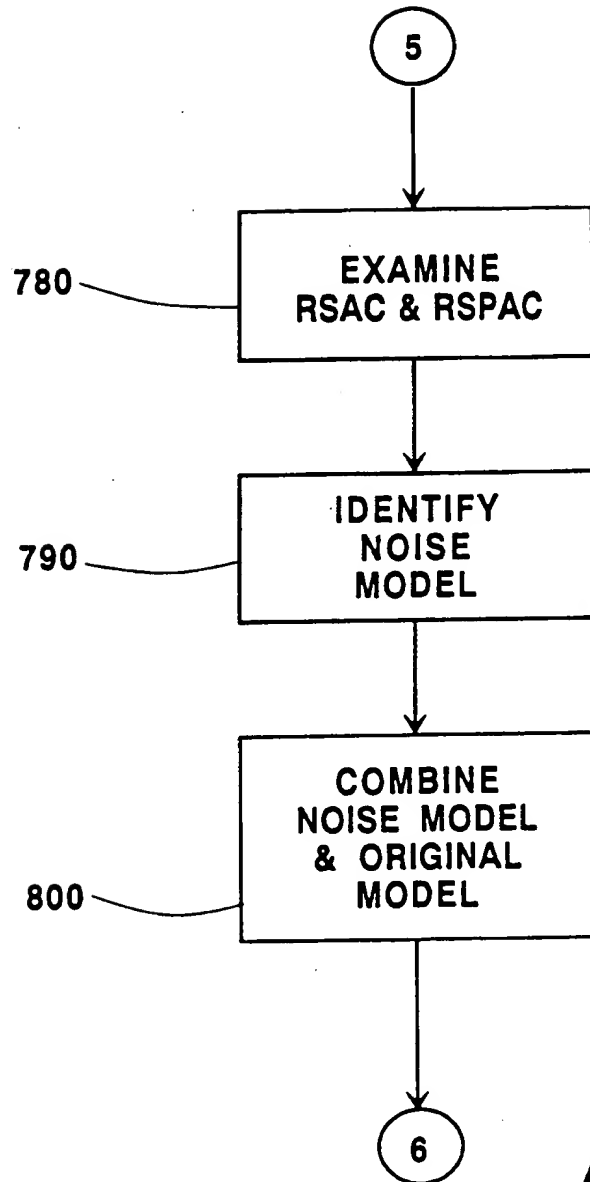 5
780
EXAMINE
RSAC & RSPAC
790
IDENTIFY
NOISE
MODEL
800
COMBINE
NOISE MODEL
& ORIGINAL
MODEL
6